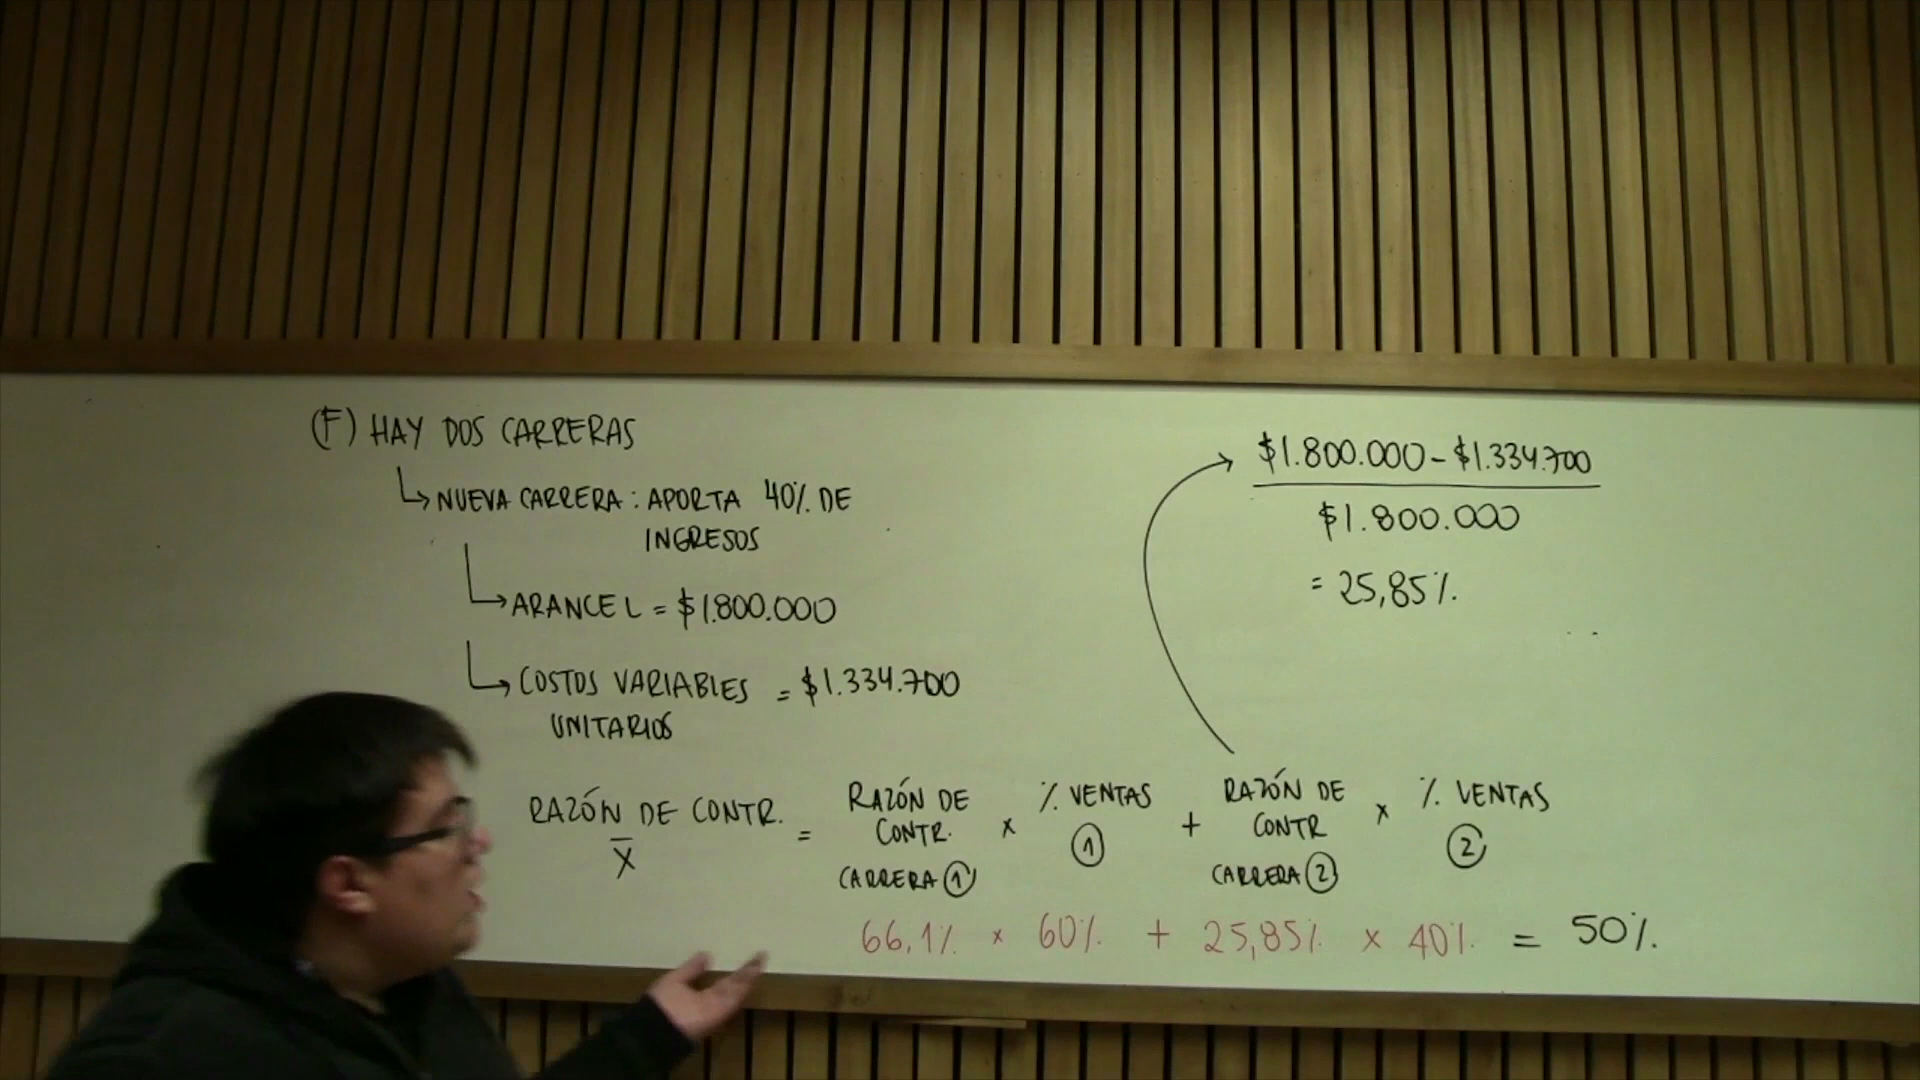 (F) HAY DOS CARRERAS
NUEVA CARRERA: APORTA 40% DE
INGRESOS
ARANCEL = $1.800.000
COSTOS VARIABLES = $1.334.700
UNITARIOS
$1.800.000 - $1.334.700
$1.800.000
= 25,85%
RAZÓN DE CONTR. = RAZÓN DE CONTR. CARRERA ① x % VENTAS ① + RAZÓN DE CONTR CARRERA ② x % VENTAS ②
X̅
66,1% x 60% + 25,85% x 40% = 50%